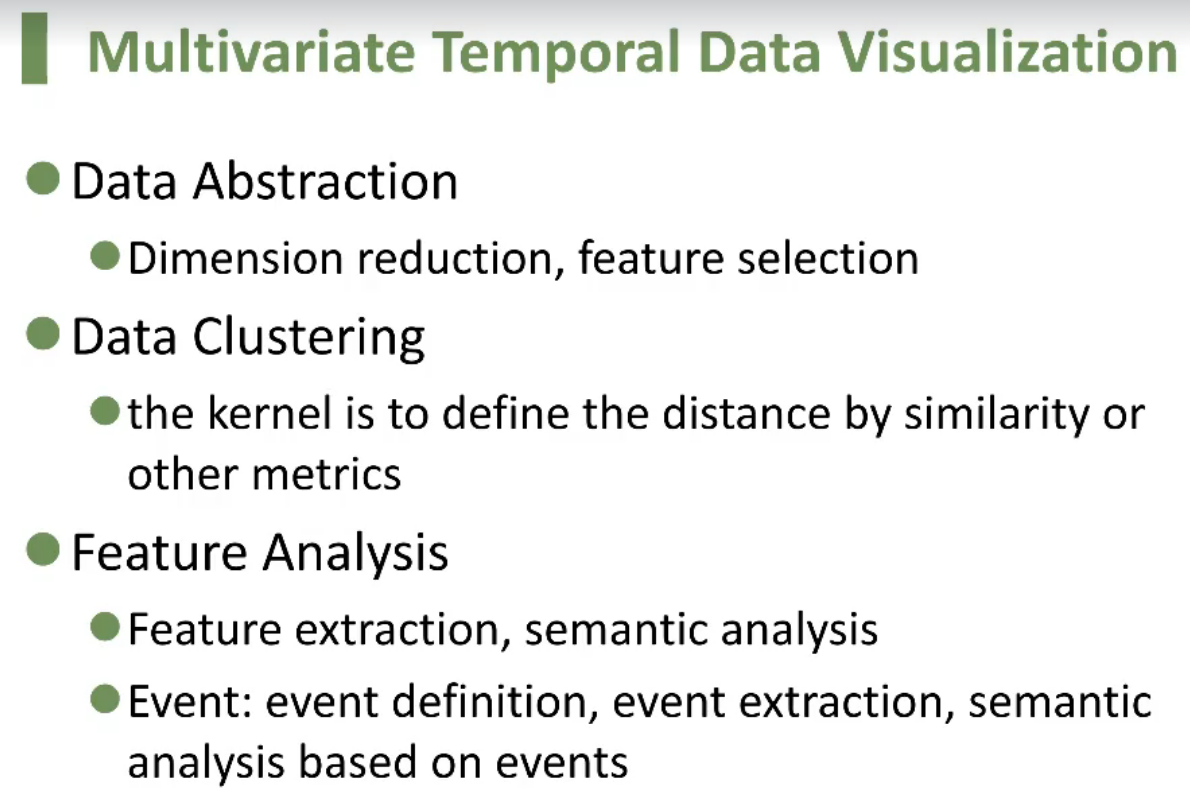 Multivariate Temporal Data Visualization
Data Abstraction
Dimension reduction, feature selection
Data Clustering
the kernel is to define the distance by similarity or
other metrics
Feature Analysis
Feature extraction, semantic analysis
Event: event definition, event extraction, semantic
analysis based on events